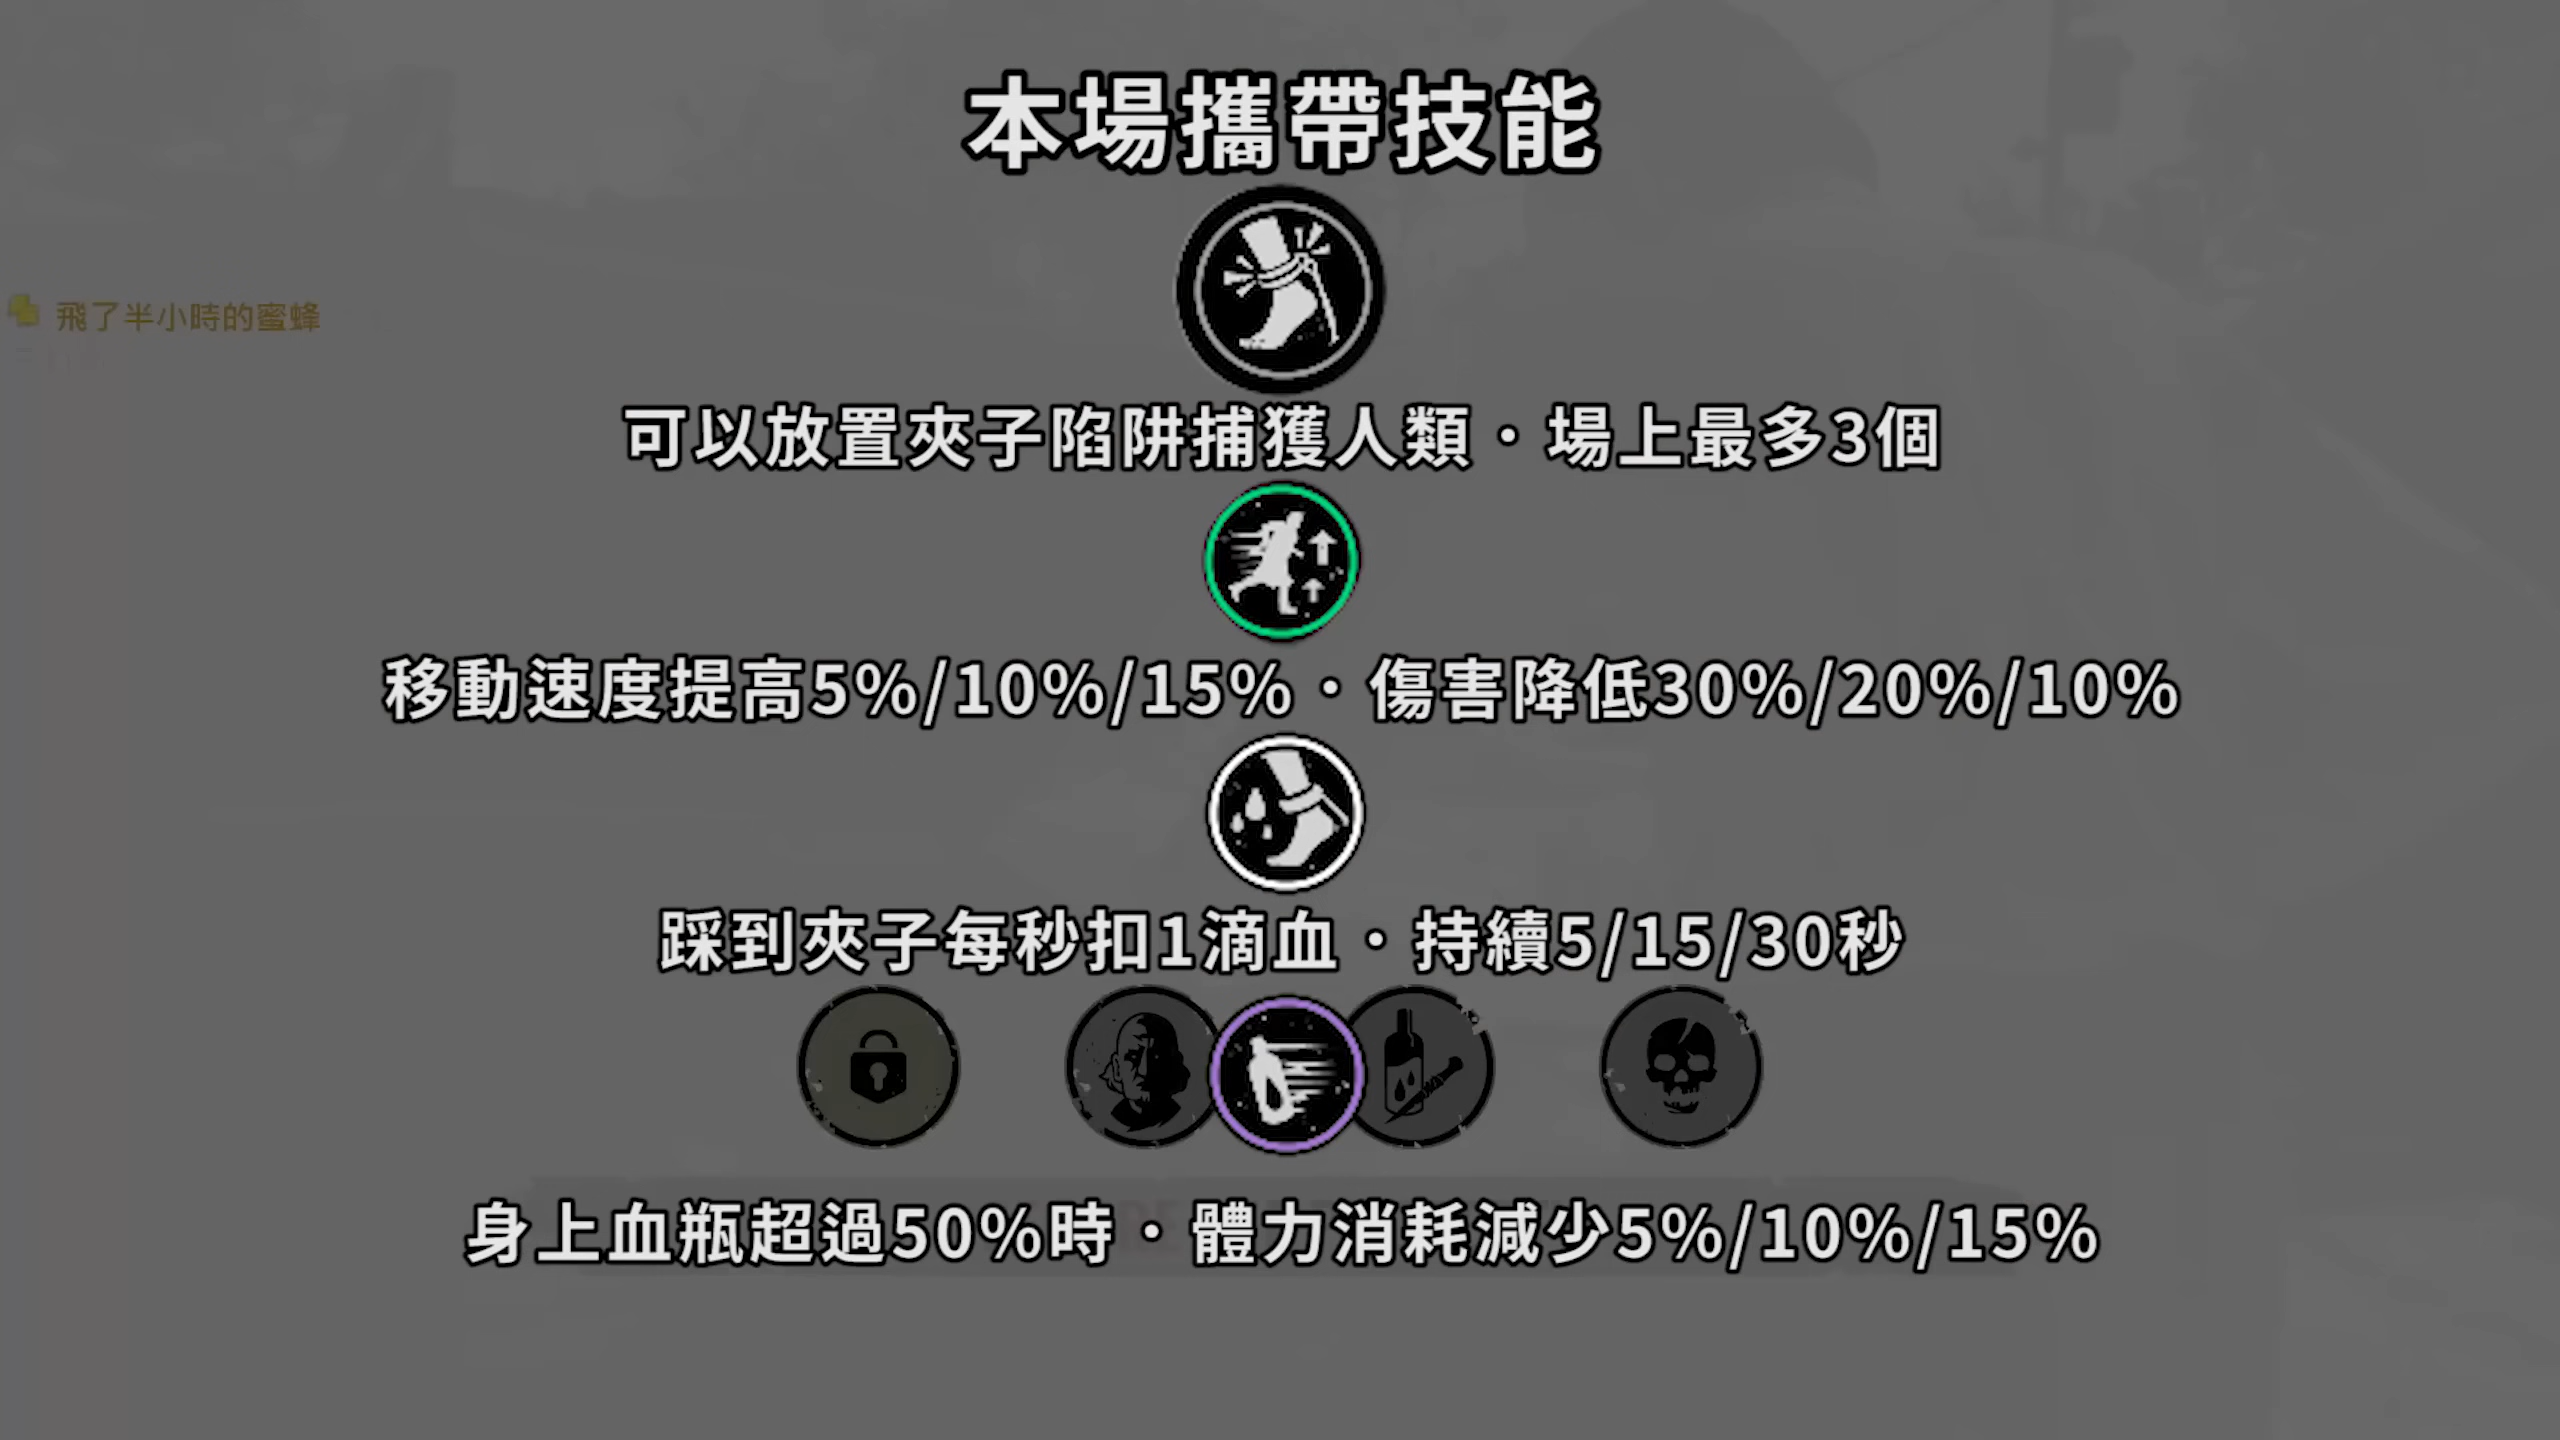 本場攜帶技能
飛了半小時的蜜蜂
可以放置夾子陷阱捕獲人類・場上最多3個
移動速度提高5%/10%/15%・傷害降低30%/20%/10%
踩到夾子每秒扣1滴血・持續5/15/30秒
身上血瓶超過50%時・體力消耗減少5%/10%/15%